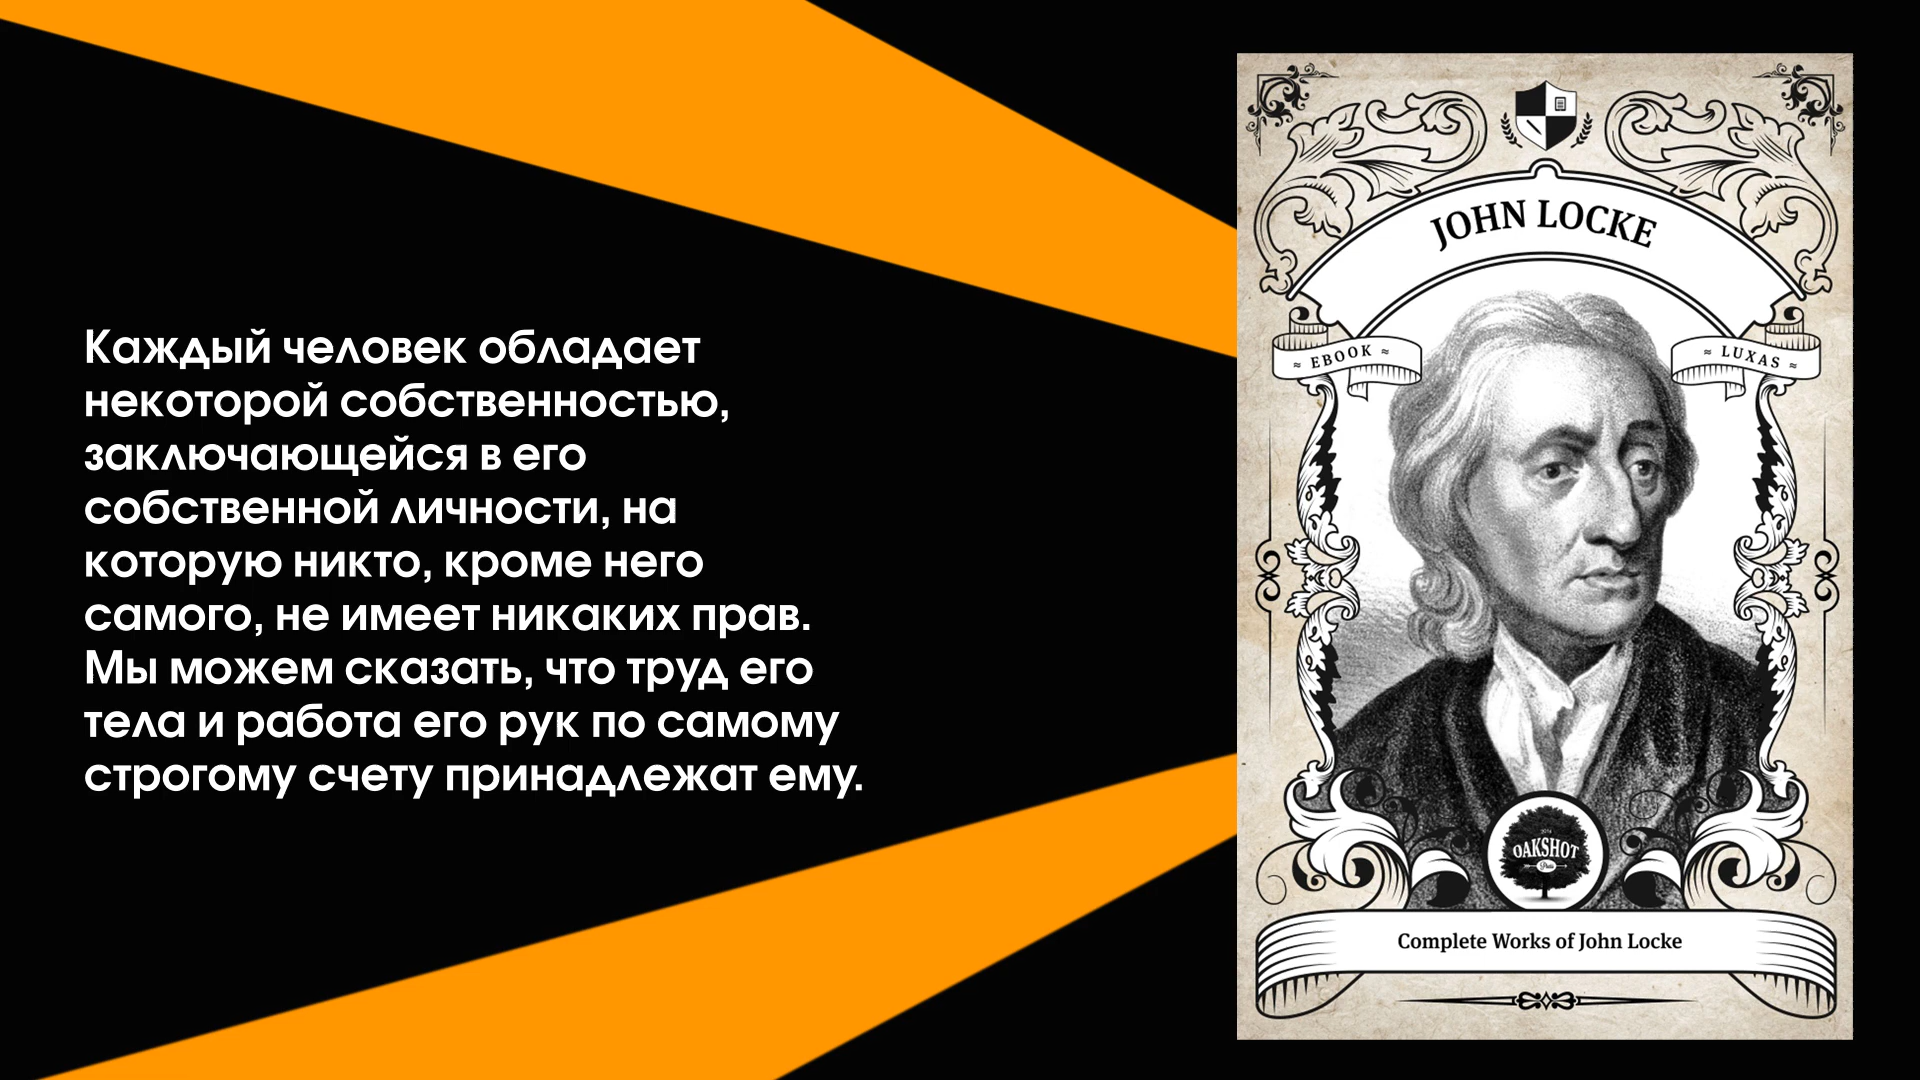 Каждый человек обладает
некоторой собственностью,
заключающейся в его
собственной личности, на
которую никто, кроме него
самого, не имеет никаких прав.
Мы можем сказать, что труд его
тела и работа его рук по самому
строгому счету принадлежат ему.
JOHN LOCKE
≈ EBOOK ≈
≈ LUXAS ≈
OAKSHOT
Complete Works of John Locke